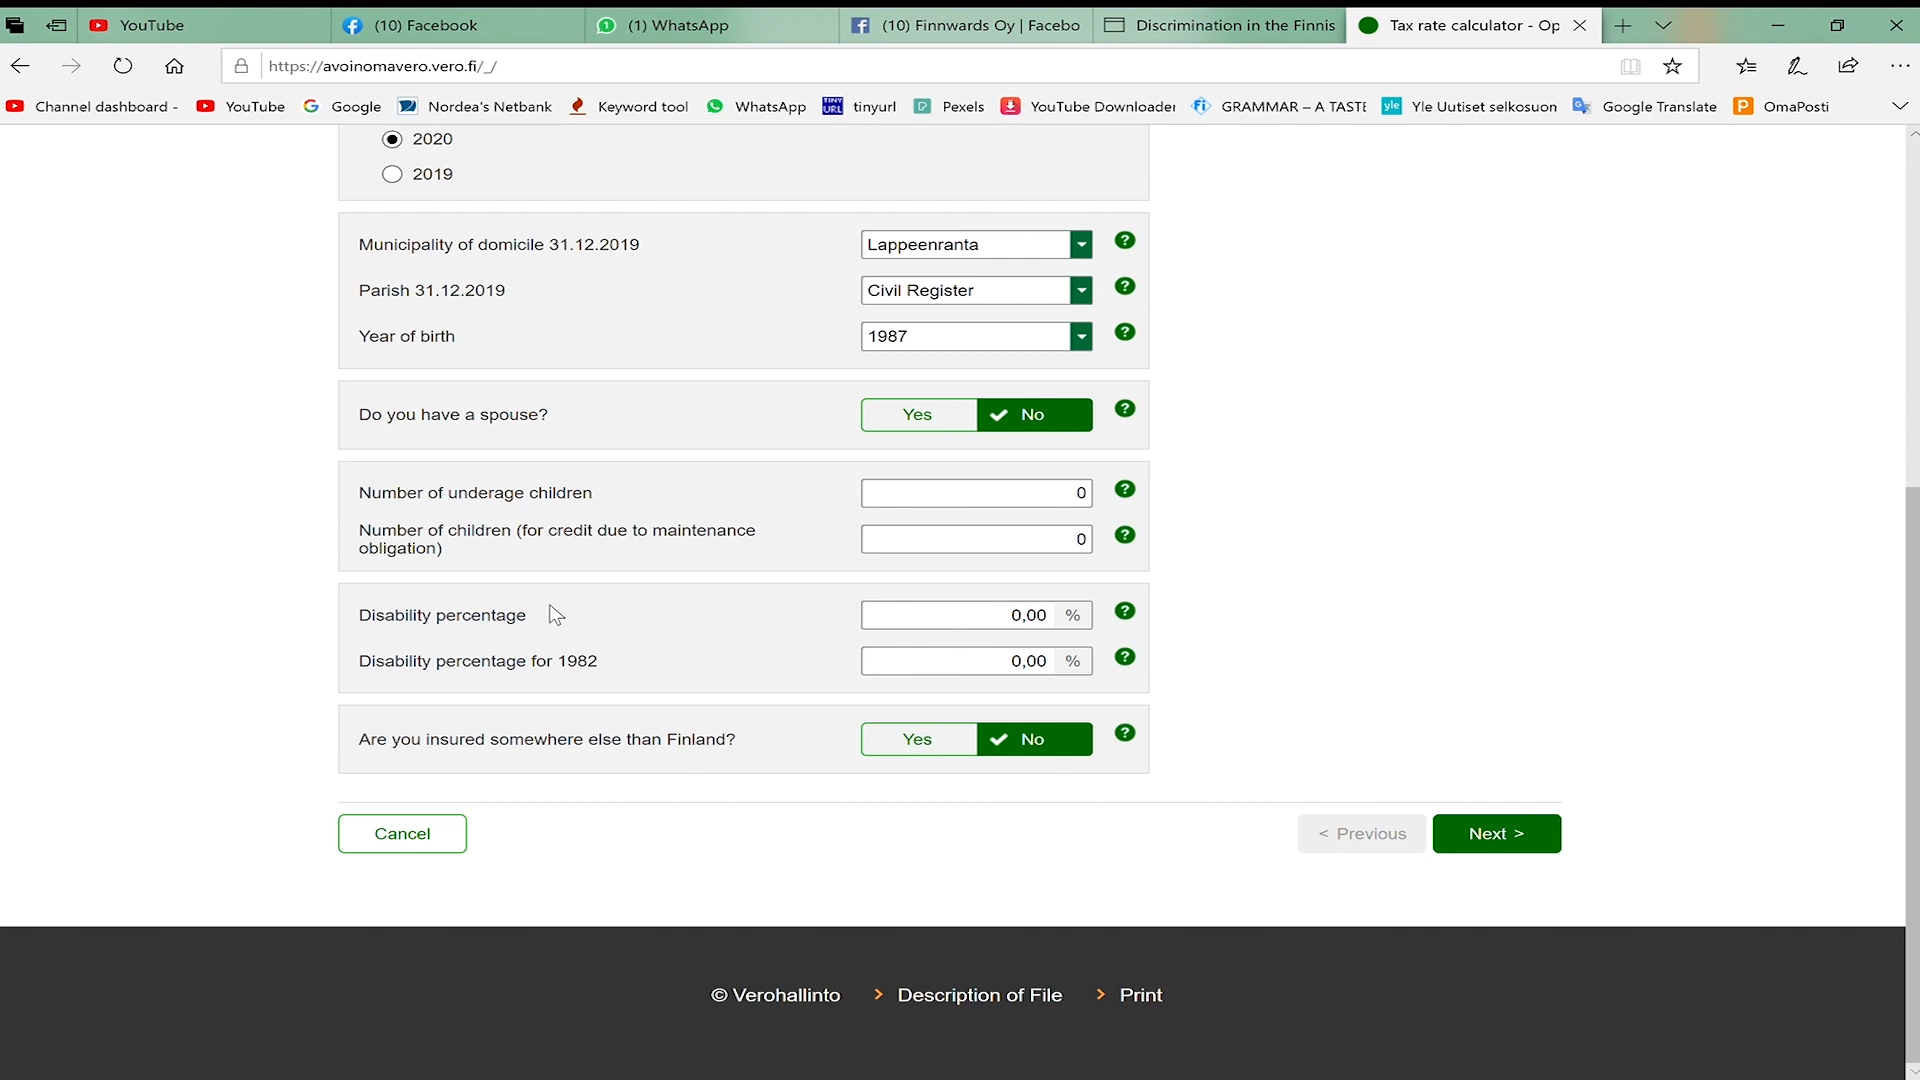 YouTube
(10) Facebook
(1) WhatsApp
(10) Finnwards Oy | Facebo
Discrimination in the Finnis
Tax rate calculator - Op
https://avoinomavero.vero.fi/_/
Channel dashboard -
YouTube
Google
Nordea's Netbank
Keyword tool
WhatsApp
TINY URL
tinyurl
Pexels
YouTube Downloader
GRAMMAR – A TASTE
yle
Yle Uutiset selkosuon
Google Translate
OmaPosti
2020
2019
Municipality of domicile 31.12.2019
Lappeenranta
?
Parish 31.12.2019
Civil Register
?
Year of birth
1987
?
Do you have a spouse?
Yes
No
?
Number of underage children
0
?
Number of children (for credit due to maintenance
obligation)
0
?
Disability percentage
0,00 %
?
Disability percentage for 1982
0,00 %
?
Are you insured somewhere else than Finland?
Yes
No
?
Cancel
< Previous
Next >
© Verohallinto
> Description of File
> Print